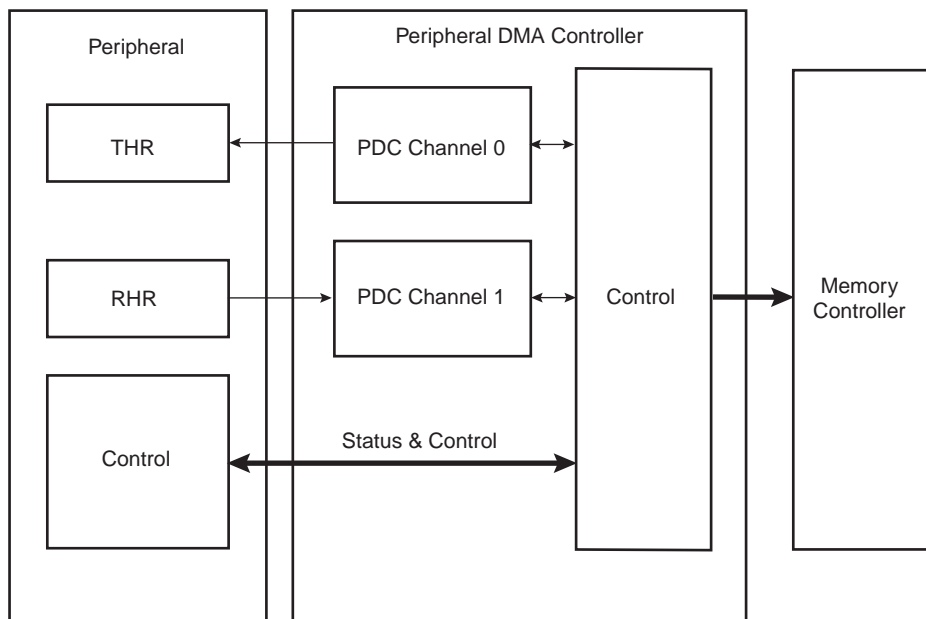 Peripheral
THR
RHR
Control
Peripheral DMA Controller
PDC Channel 0
PDC Channel 1
Control
Status & Control
Memory
Controller